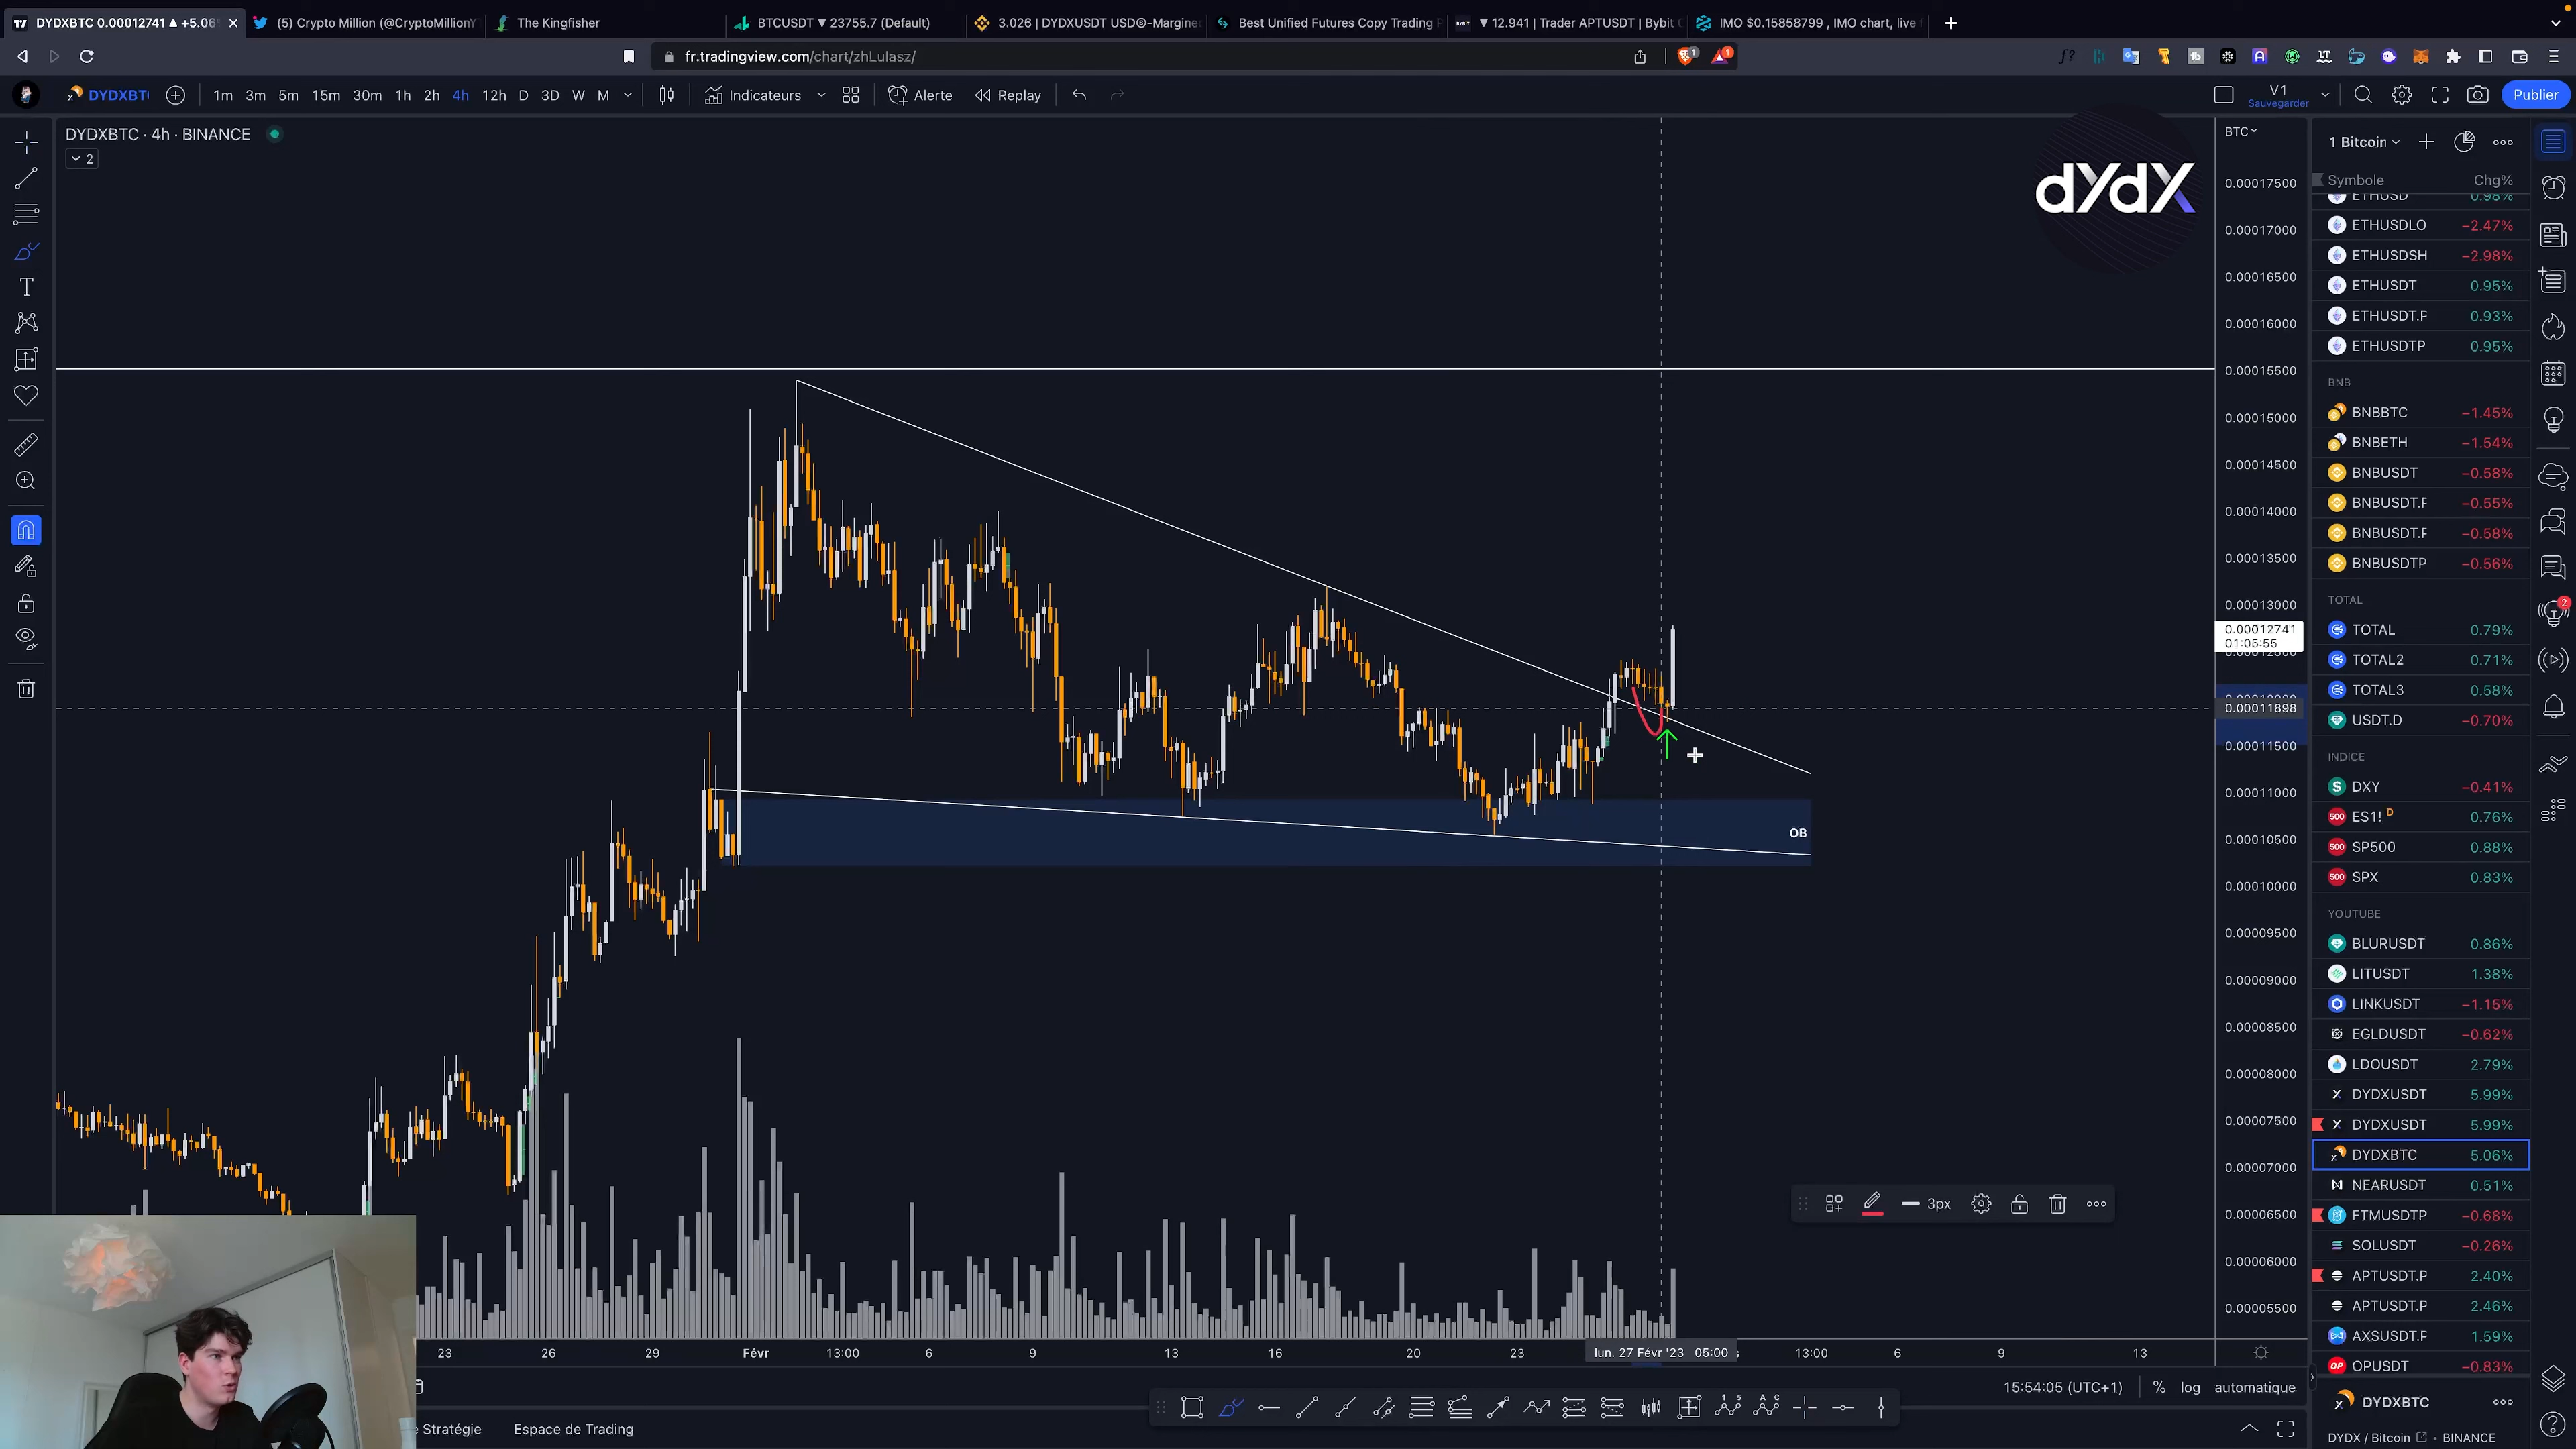 DYDXBTC 0.00012741 ▲ +5.06
(5) Crypto Million (@CryptoMillionY
The Kingfisher
BTCUSDT ▼ 23755.7 (Default)
3.026 | DYDXUSDT USDⓈ-Margined
Best Unified Futures Copy Trading P
▼ 12.941 | Trader APTUSDT | Bybit
IMO $0.15858799 , IMO chart, live
fr.tradingview.com/chart/zhLulasz/
DYDXBT
1m 3m 5m 15m 30m 1h 2h 4h 12h D 3D W M
Indicateurs
Alerte
Replay
V1
Sauvegarder
Publier
DYDXBTC · 4h · BINANCE
2
dYdX
BTC
0.00017500
0.00017000
0.00016500
0.00016000
0.00015500
0.00015000
0.00014500
0.00014000
0.00013500
0.00013000
0.00012741
01:05:55
0.00011898
0.00011500
0.00011000
0.00010500
0.00010000
0.00009500
0.00009000
0.00008500
0.00008000
0.00007500
0.00007000
0.00006500
0.00006000
0.00005500
OB
3px
23 26 29 Févr 13:00 6 9 13 16 20 23 lun. 27 Févr '23 05:00 13:00 6 9 13
15:54:05 (UTC+1) % log automatique
Stratégie
Espace de Trading
1 Bitcoin
Symbole Chg%
ETHUSD 0.98%
ETHUSDLO −2.47%
ETHUSDSH −2.98%
ETHUSDT 0.95%
ETHUSDT.P 0.93%
ETHUSDTP 0.95%
BNB
BNBBTC −1.45%
BNBETH −1.54%
BNBUSDT −0.58%
BNBUSDT.P −0.55%
BNBUSDT.P −0.58%
BNBUSDTP −0.56%
TOTAL
TOTAL 0.79%
TOTAL2 0.71%
TOTAL3 0.58%
USDT.D −0.70%
INDICE
DXY −0.41%
ES1! D 0.76%
SP500 0.88%
SPX 0.83%
YOUTUBE
BLURUSDT 0.86%
LITUSDT 1.38%
LINKUSDT −1.15%
EGLDUSDT −0.62%
LDOUSDT 2.79%
DYDXUSDT 5.99%
DYDXUSDT 5.99%
DYDXBTC 5.06%
NEARUSDT 0.51%
FTMUSDTP −0.68%
SOLUSDT −0.26%
APTUSDT.P 2.40%
APTUSDT.P 2.46%
AXSUSDT.P 1.59%
OPUSDT −0.83%
DYDXBTC
DYDX / Bitcoin • BINANCE